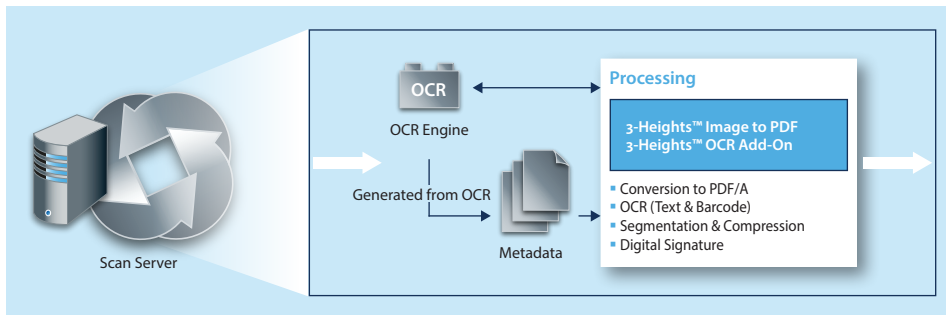 OCR
OCR Engine
Generated from OCR
Metadata
Scan Server
Processing
3-Heights™ Image to PDF
3-Heights™ OCR Add-On
▪ Conversion to PDF/A
▪ OCR (Text & Barcode)
▪ Segmentation & Compression
▪ Digital Signature